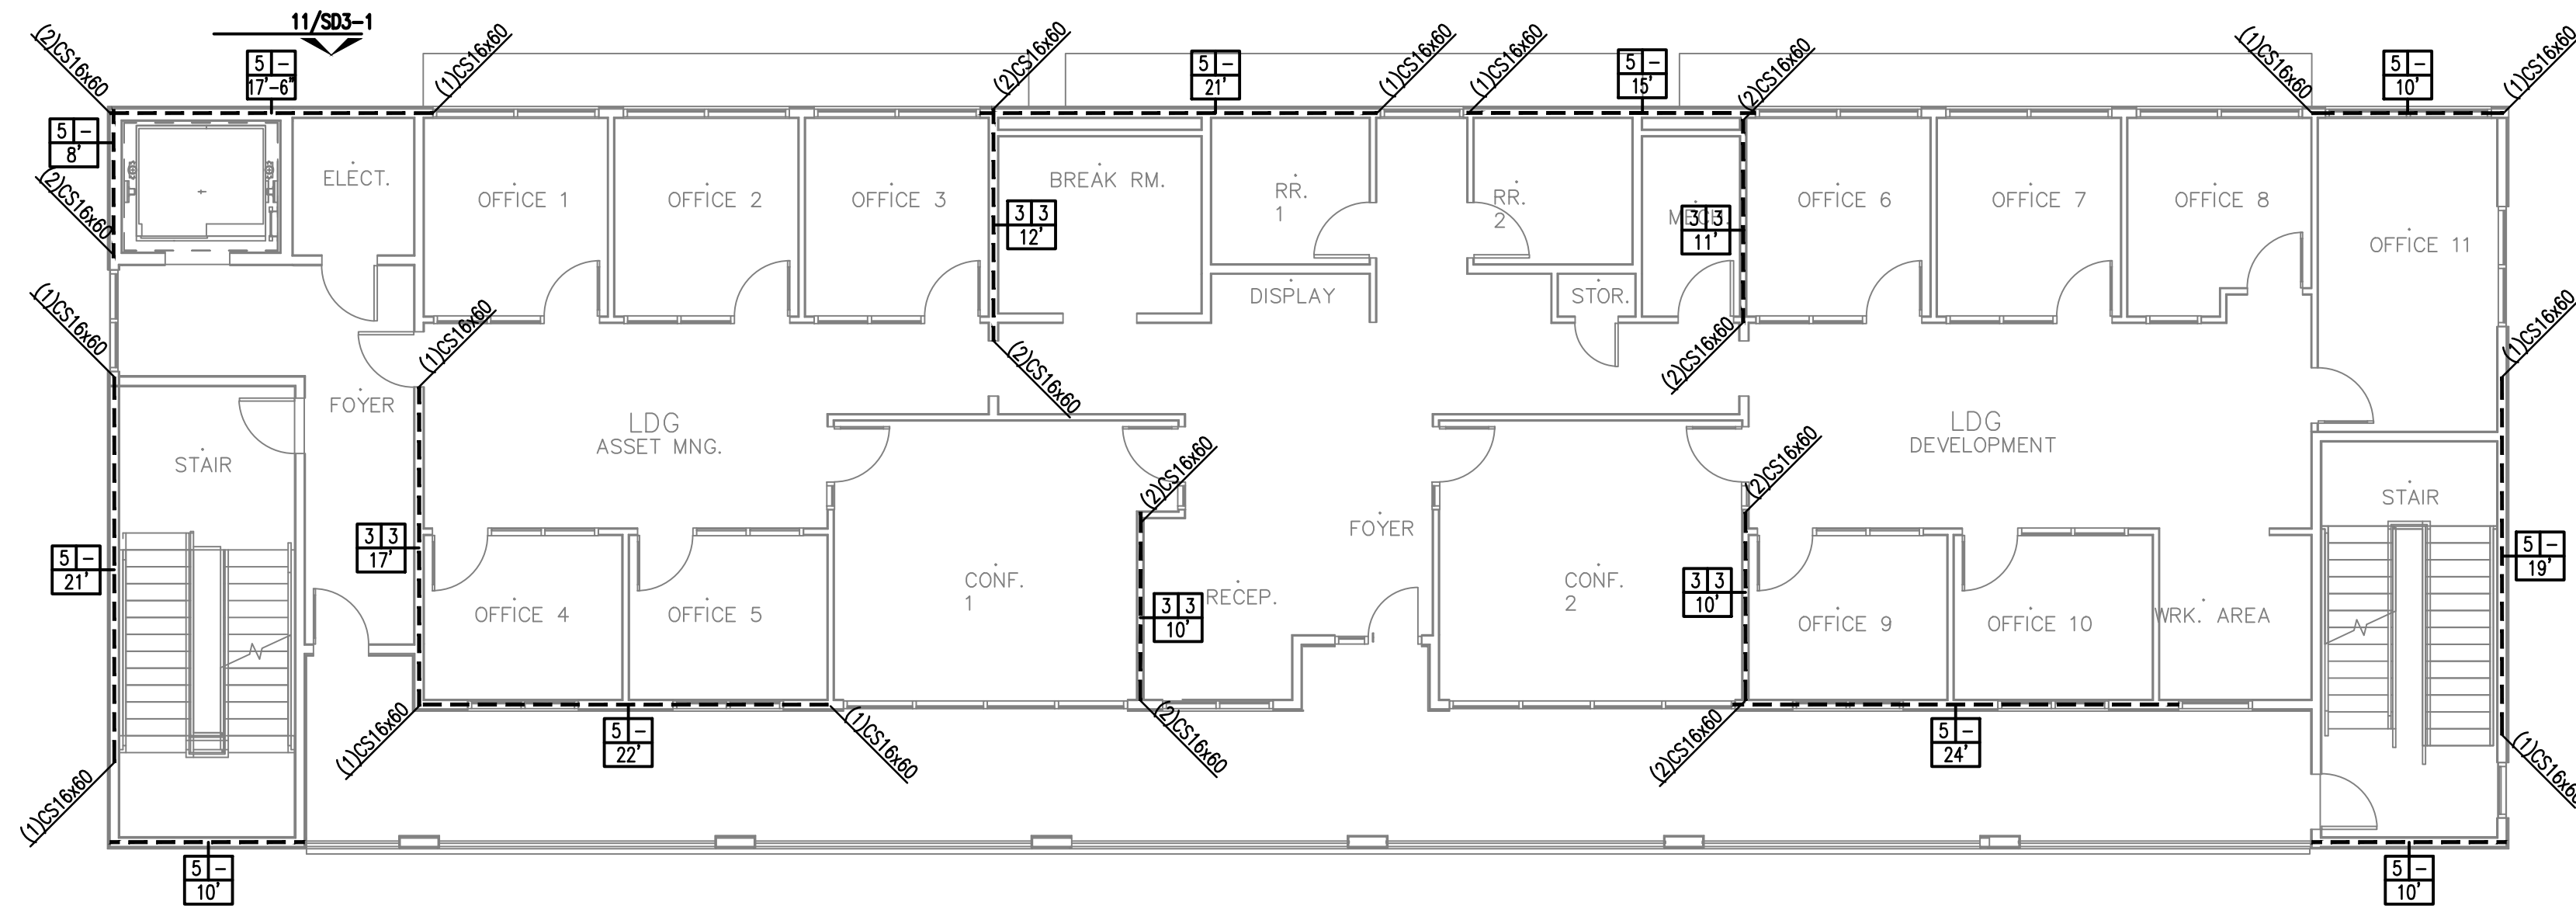 11/SD3-1
(2)CS16x60
5 -
17'-6"
(1)CS16x60
(2)CS16x60
5 -
21'
(1)CS16x60
(1)CS16x60
5 -
15'
(2)CS16x60
(1)CS16x60
5 -
10'
(1)CS16x60
5 -
8'
(2)CS16x60
ELECT.
OFFICE 1
OFFICE 2
OFFICE 3
3 3
12'
BREAK RM.
RR.
1
RR.
2
MECH.
3 3
11'
OFFICE 6
OFFICE 7
OFFICE 8
OFFICE 11
DISPLAY
STOR.
(1)CS16x60
(1)CS16x60
(2)CS16x60
(2)CS16x60
(1)CS16x60
FOYER
LDG
ASSET MNG.
LDG
DEVELOPMENT
STAIR
(2)CS16x60
(2)CS16x60
STAIR
FOYER
5 -
21'
3 3
17'
OFFICE 4
OFFICE 5
CONF.
1
3 3
10'
RECEP.
CONF.
2
3 3
10'
OFFICE 9
OFFICE 10
WRK. AREA
5 -
19'
(1)CS16x60
(1)CS16x60
5 -
22'
(1)CS16x60
(2)CS16x60
(2)CS16x60
5 -
24'
(1)CS16x60
5 -
10'
5 -
10'